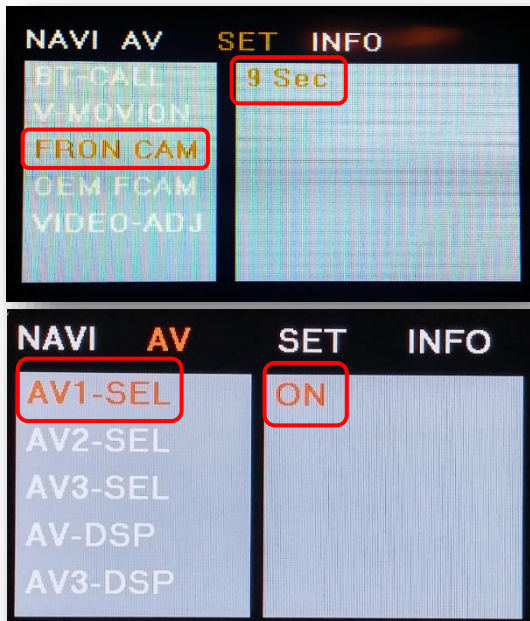 NAVI AV SET INFO
BT-CALL 9 Sec
V-MOVION
FRON CAM
OEM FCAM
VIDEO-ADJ
NAVI AV SET INFO
AV1-SEL ON
AV2-SEL
AV3-SEL
AV-DSP
AV3-DSP